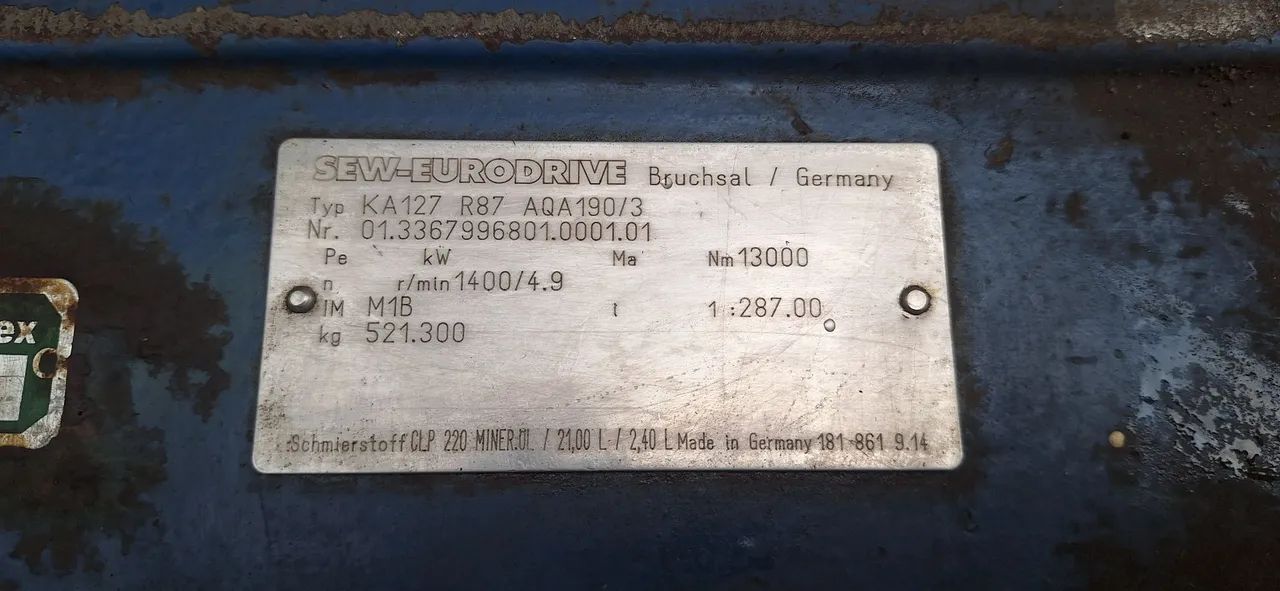 SEW-EURODRIVE Bruchsal / Germany
Typ KA127 R87 AQA190/3
Nr. 01.3367996801.0001.01
Pe kW Ma Nm 13000
n r/min 1400/4.9
IM M1B i 1 :287.00
kg 521.300
Schmierstoff CLP 220 MINER.ÖL / 21,00 L / 2,40 L Made in Germany 181 861 9.14
ex